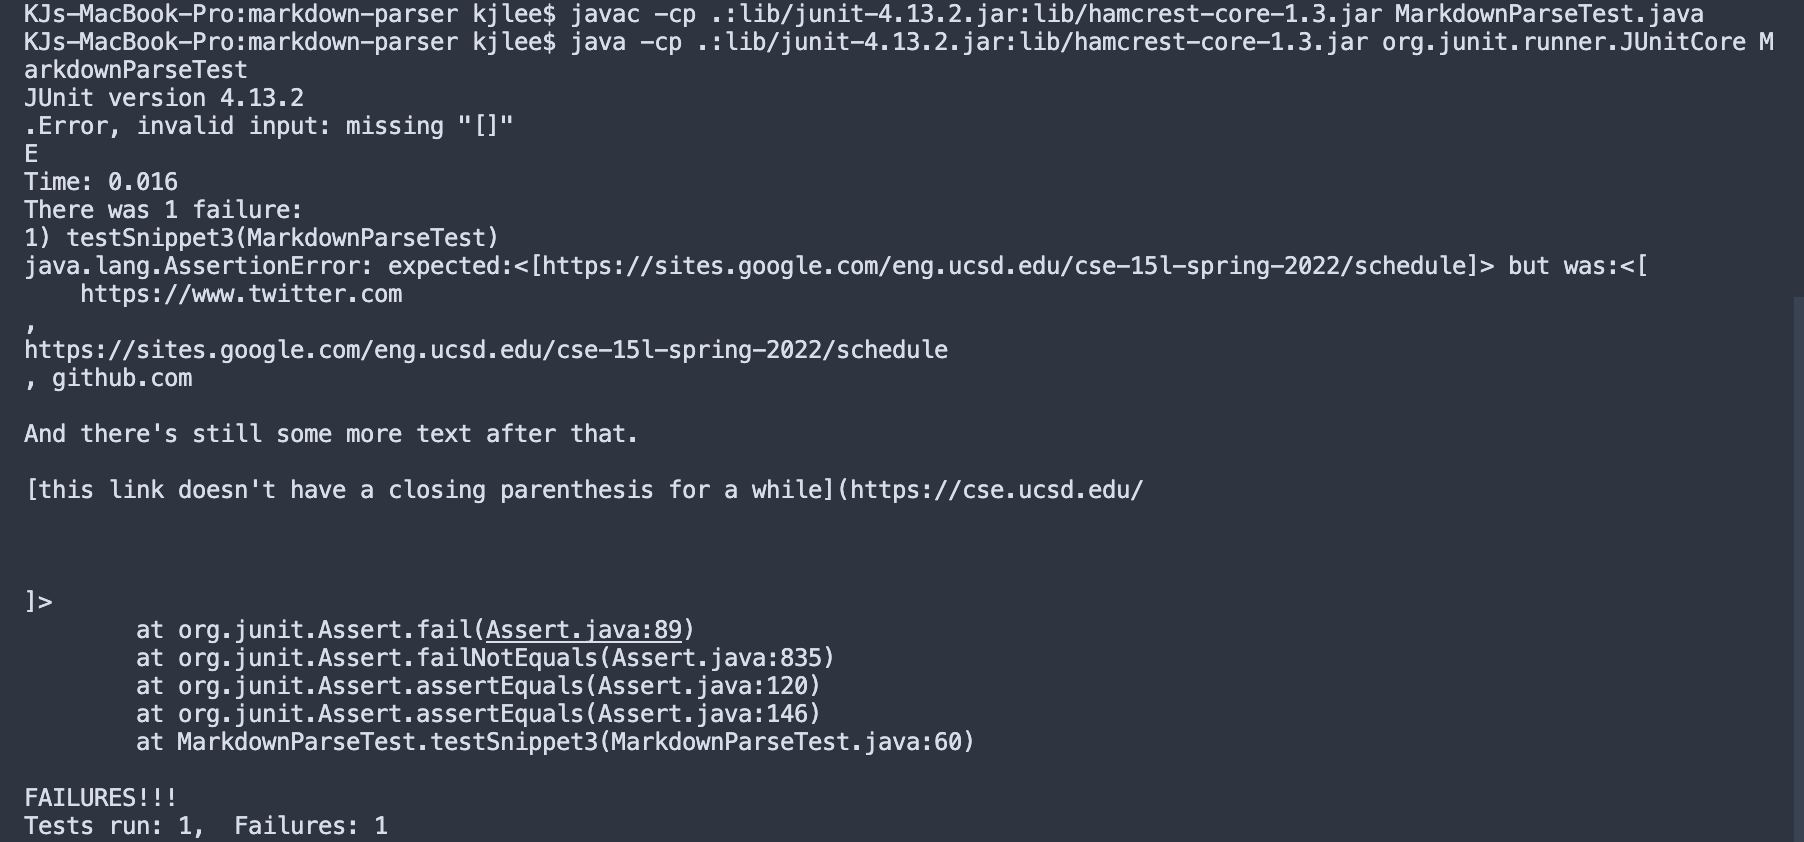 KJs-MacBook-Pro:markdown-parser kjlee$ javac -cp .:lib/junit-4.13.2.jar:lib/hamcrest-core-1.3.jar MarkdownParseTest.java
KJs-MacBook-Pro:markdown-parser kjlee$ java -cp .:lib/junit-4.13.2.jar:lib/hamcrest-core-1.3.jar org.junit.runner.JUnitCore M
arkdownParseTest
JUnit version 4.13.2
.Error, invalid input: missing "[]"
E
Time: 0.016
There was 1 failure:
1) testSnippet3(MarkdownParseTest)
java.lang.AssertionError: expected:<[https://sites.google.com/eng.ucsd.edu/cse-15l-spring-2022/schedule]> but was:<[
    https://www.twitter.com
,
https://sites.google.com/eng.ucsd.edu/cse-15l-spring-2022/schedule
, github.com

And there's still some more text after that.

[this link doesn't have a closing parenthesis for a while](https://cse.ucsd.edu/



]>
        at org.junit.Assert.fail(Assert.java:89)
        at org.junit.Assert.failNotEquals(Assert.java:835)
        at org.junit.Assert.assertEquals(Assert.java:120)
        at org.junit.Assert.assertEquals(Assert.java:146)
        at MarkdownParseTest.testSnippet3(MarkdownParseTest.java:60)

FAILURES!!!
Tests run: 1,  Failures: 1